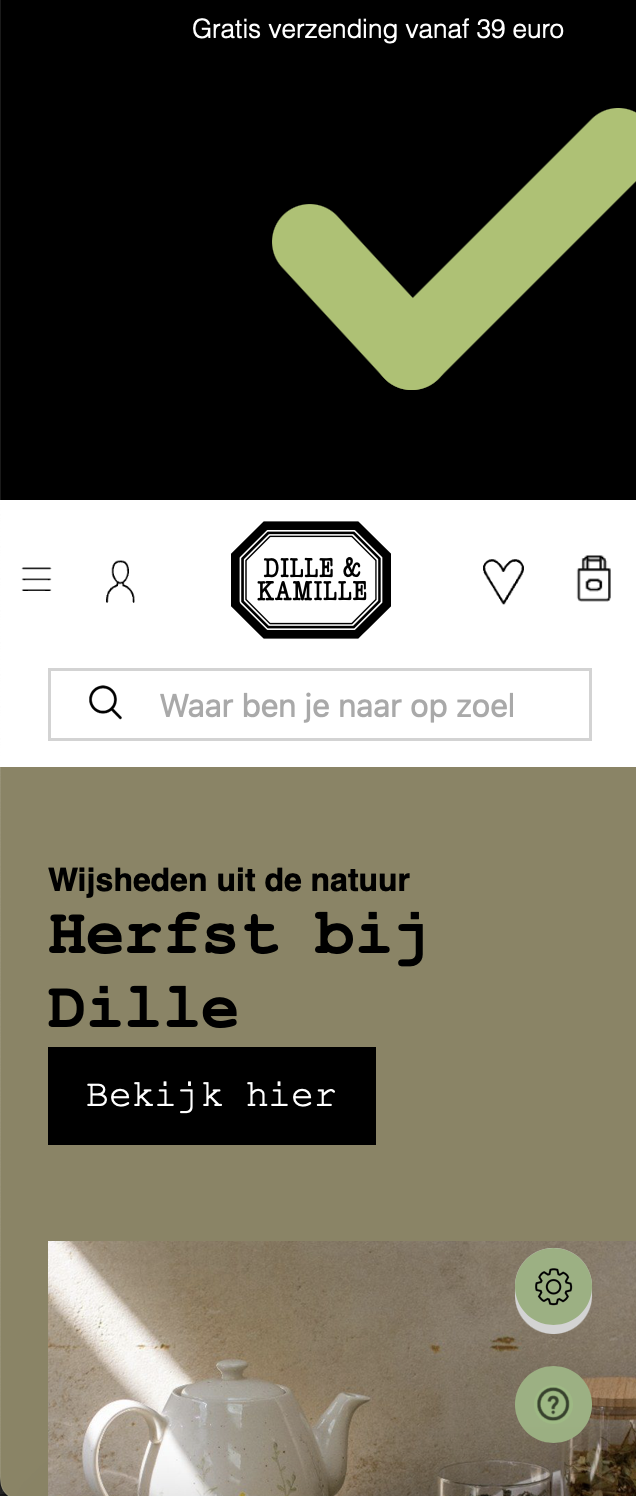 Gratis verzending vanaf 39 euro
DILLE &
KAMILLE
Waar ben je naar op zoel
Wijsheden uit de natuur
Herfst bij
Dille
Bekijk hier
?